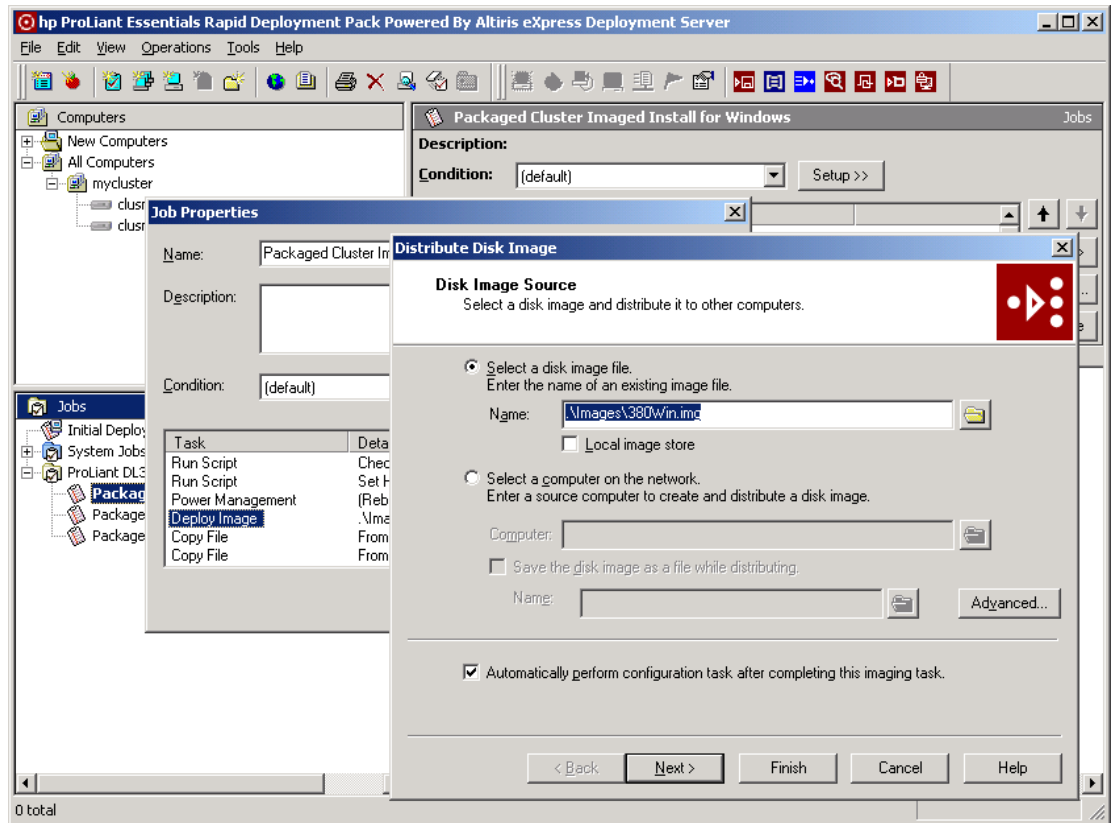 hp ProLiant Essentials Rapid Deployment Pack Powered By Altiris eXpress Deployment Server
File Edit View Operations Tools Help
Computers
New Computers
All Computers
mycluster
clusr
clusr
Packaged Cluster Imaged Install for Windows Jobs
Description:
Condition: (default) Setup >>
Job Properties
Name: Packaged Cluster Im
Description:
Condition: (default)
Task Deta
Run Script Chec
Run Script Set H
Power Management (Reb
Deploy Image .\Ima
Copy File From
Copy File From
Jobs
Initial Deploy
System Jobs
ProLiant DL3
Packag
Package
Package
Distribute Disk Image
Disk Image Source
Select a disk image and distribute it to other computers.
Select a disk image file.
Enter the name of an existing image file.
Name: .\Images\380Win.img
Local image store
Select a computer on the network.
Enter a source computer to create and distribute a disk image.
Computer:
Save the disk image as a file while distributing.
Name: Advanced...
Automatically perform configuration task after completing this imaging task.
< Back Next > Finish Cancel Help
0 total